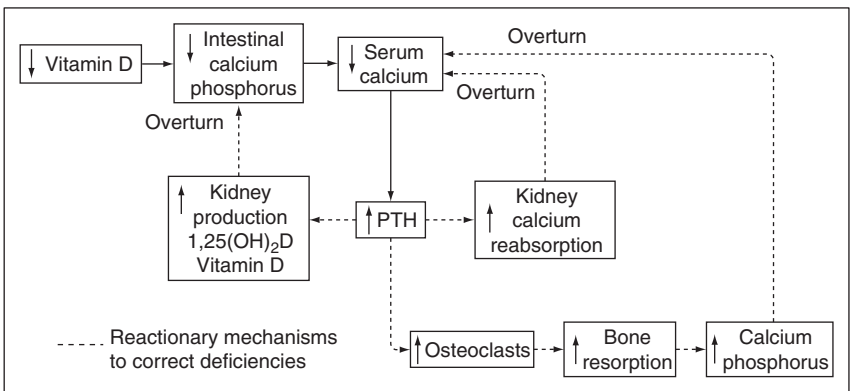 Overturn
↓ Vitamin D
↓ Intestinal
calcium
phosphorus
↓ Serum
calcium
Overturn
Overturn
↑ Kidney
production
1,25(OH)₂D
Vitamin D
↑ PTH
↑ Kidney
calcium
reabsorption
---- Reactionary mechanisms
to correct deficiencies
↑ Osteoclasts
↑ Bone
resorption
↑ Calcium
phosphorus